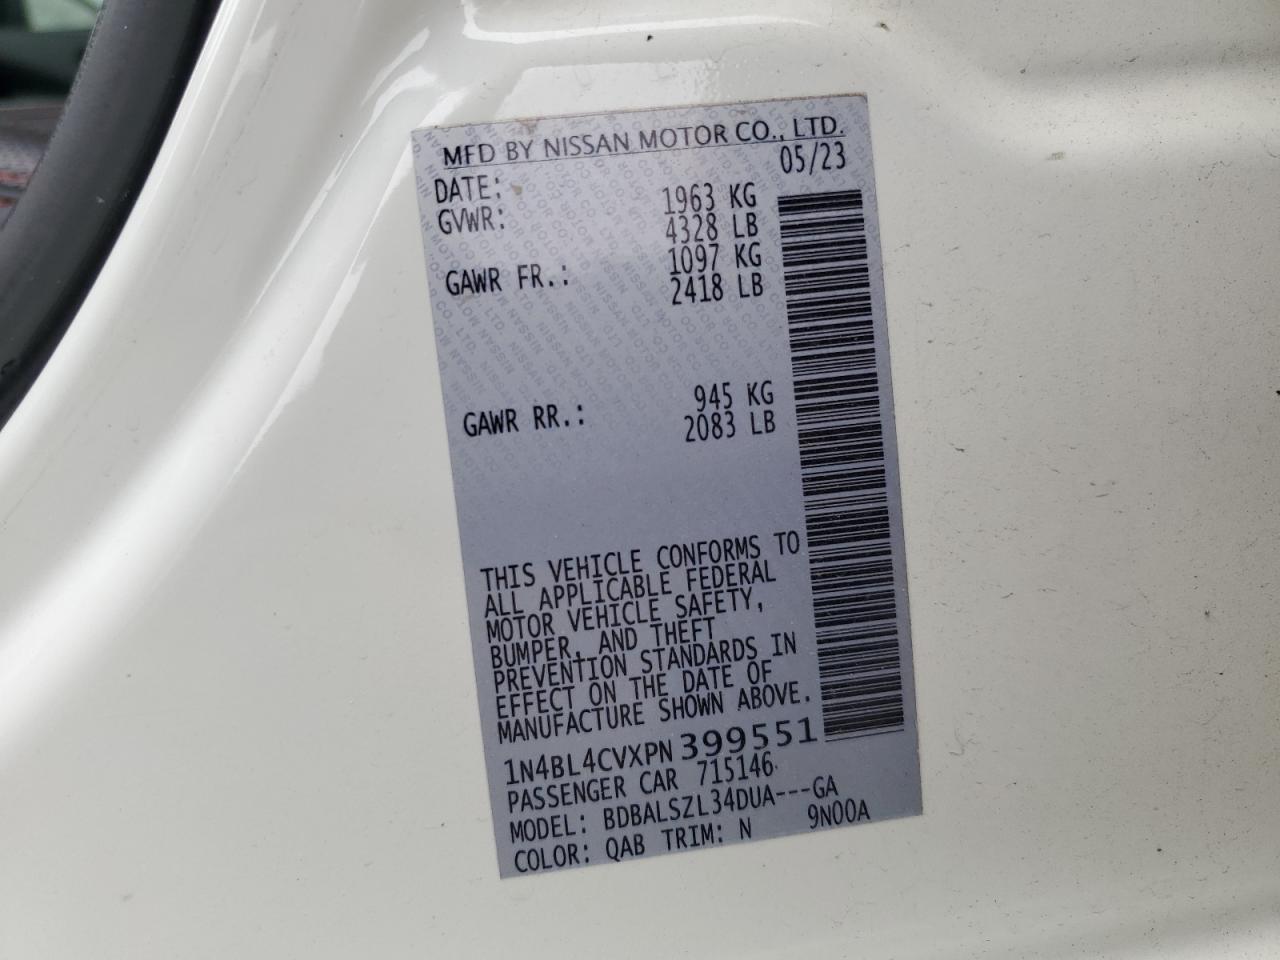 MFD BY NISSAN MOTOR CO., LTD.
DATE: 05/23
GVWR: 1963 KG
4328 LB
GAWR FR.: 1097 KG
2418 LB
GAWR RR.: 945 KG
2083 LB
THIS VEHICLE CONFORMS TO
ALL APPLICABLE FEDERAL
MOTOR VEHICLE SAFETY,
BUMPER, AND THEFT
PREVENTION STANDARDS IN
EFFECT ON THE DATE OF
MANUFACTURE SHOWN ABOVE.
1N4BL4CVXPN399551
PASSENGER CAR 715146
MODEL: BDBALSZL34DUA---GA
COLOR: QAB TRIM: N 9N00A